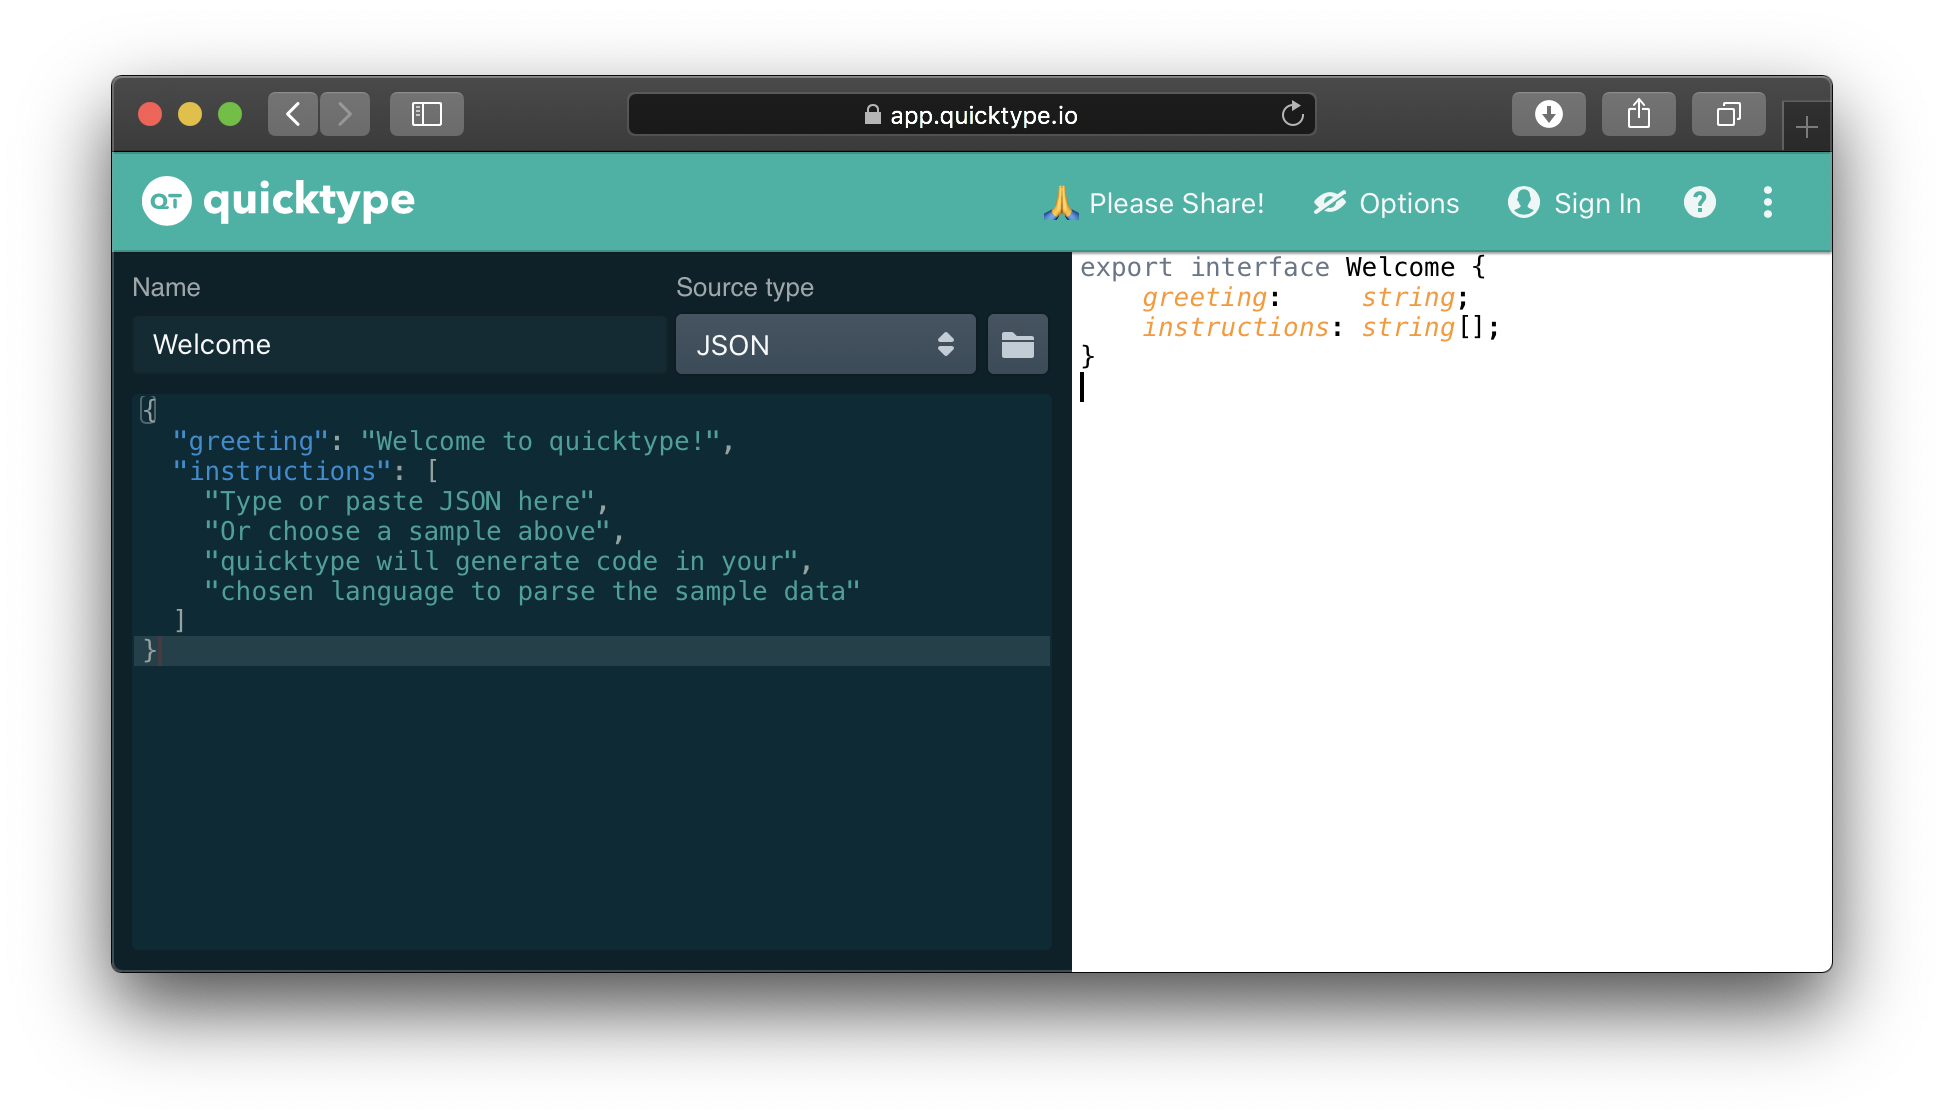 app.quicktype.io
QT quicktype
🙏 Please Share!
Options
Sign In
?
Name
Source type
Welcome
JSON
{
  "greeting": "Welcome to quicktype!",
  "instructions": [
    "Type or paste JSON here",
    "Or choose a sample above",
    "quicktype will generate code in your",
    "chosen language to parse the sample data"
  ]
}
export interface Welcome {
    greeting:     string;
    instructions: string[];
}